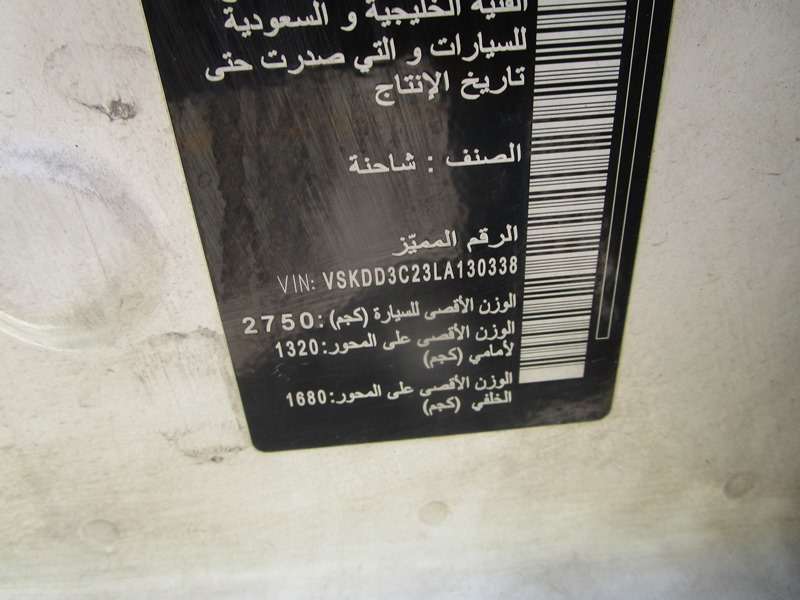 الفنية الخليجية و السعودية
للسيارات و التي صدرت حتى
تاريخ الإنتاج
الصنف : شاحنة
الرقم المميّز
VIN: VSKDD3C23LA130338
الوزن الأقصى للسيارة (كجم): 2750
الوزن الأقصى على المحور: 1320
لأمامي (كجم)
الوزن الأقصى على المحور: 1680
الخلفي (كجم)